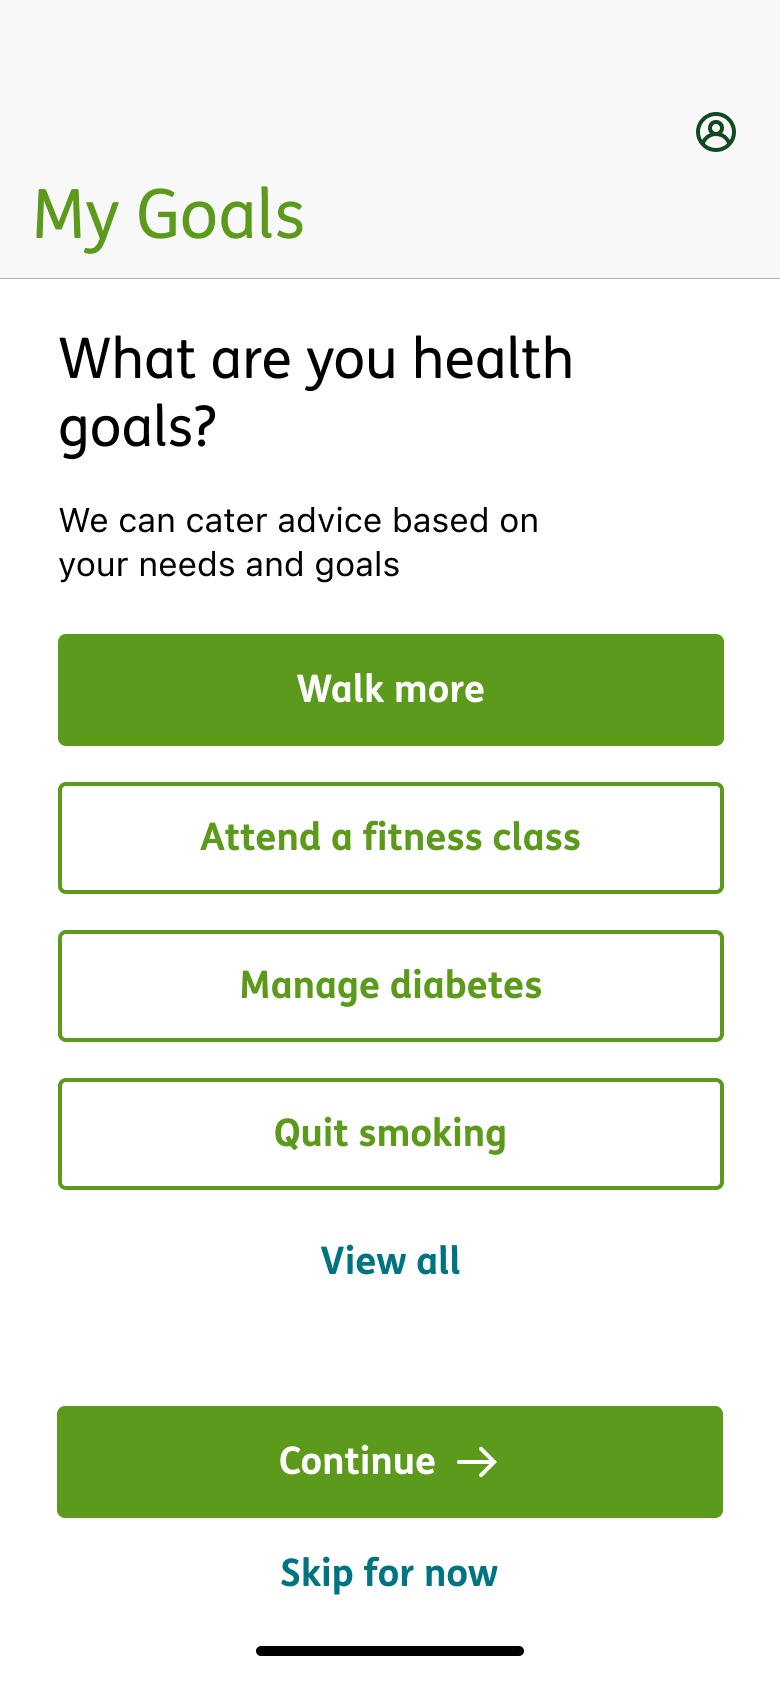 My Goals
What are you health
goals?
We can cater advice based on
your needs and goals
Walk more
Attend a fitness class
Manage diabetes
Quit smoking
View all
Continue →
Skip for now